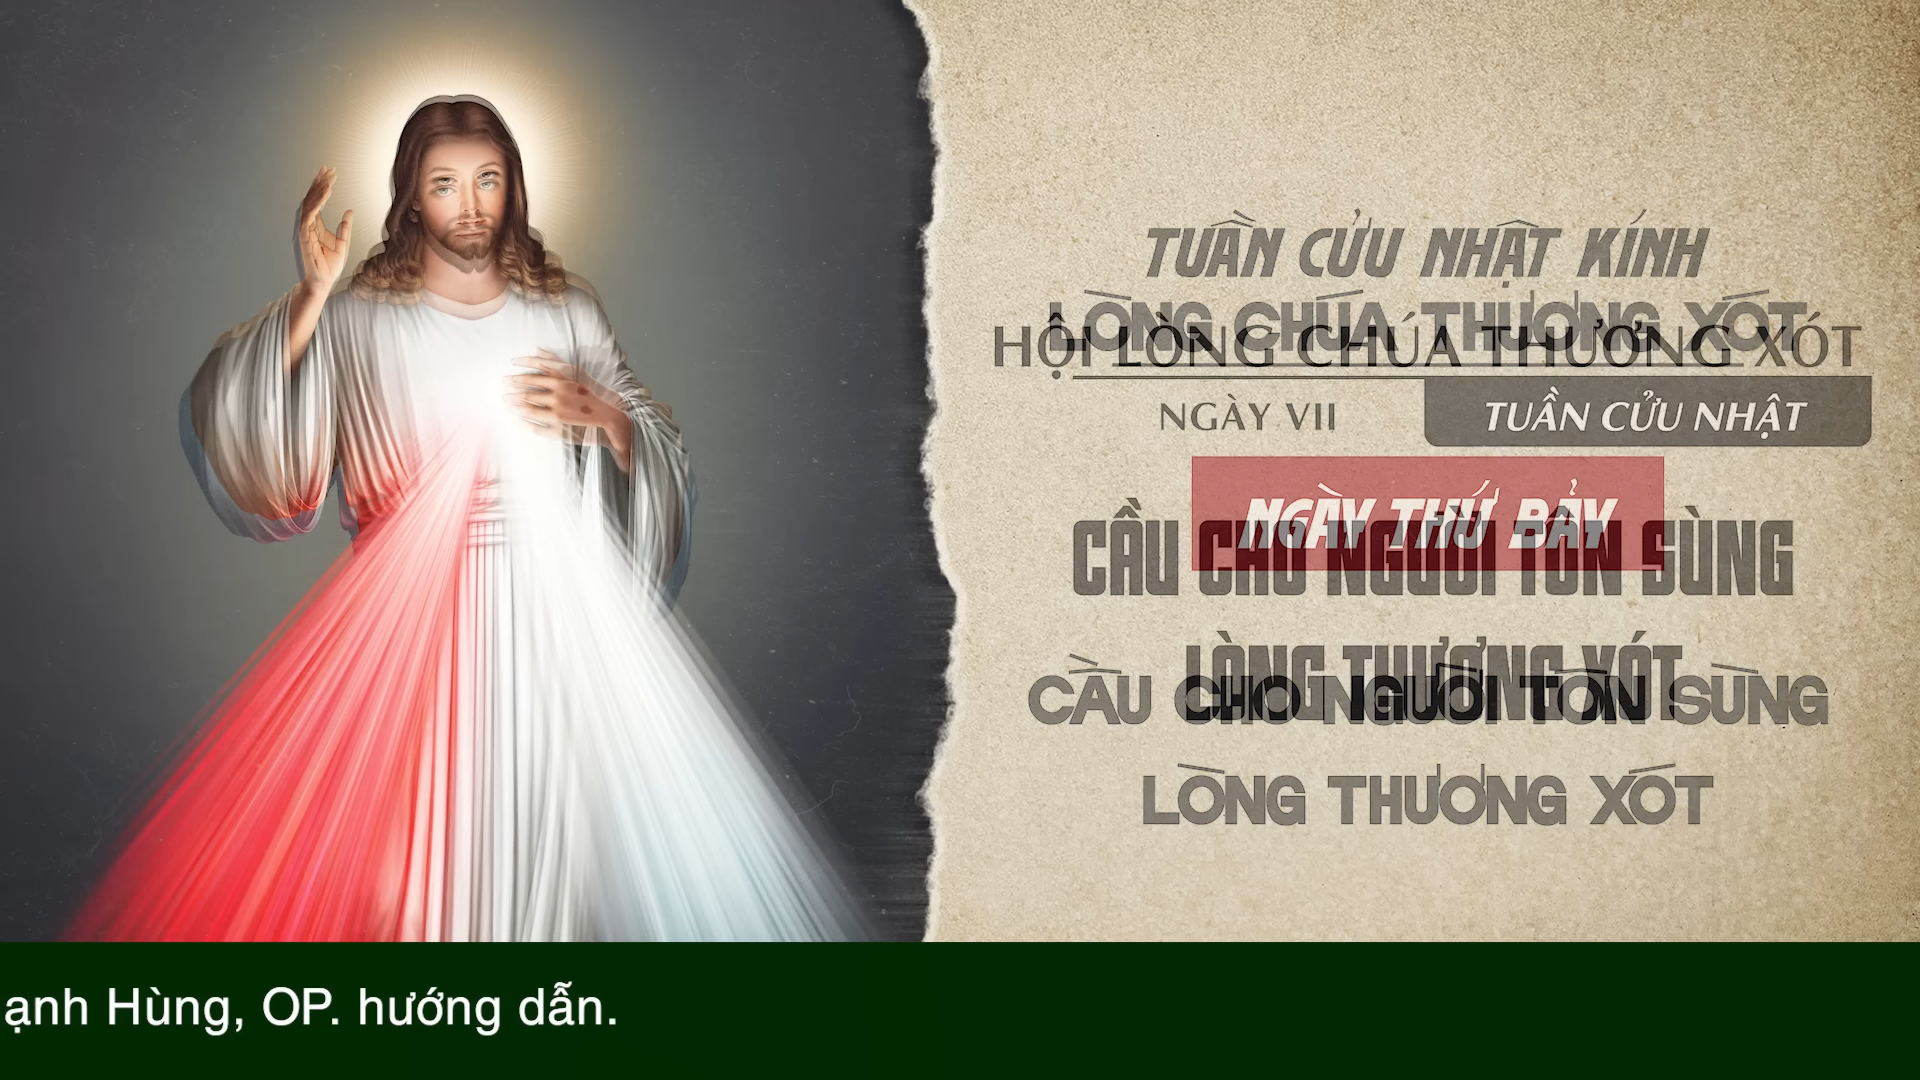 TUẦN CỬU NHẬT KÍNH
LÒNG CHÚA THƯƠNG XÓT
HỘI LÒNG CHÚA THƯƠNG XÓT
NGÀY VII
TUẦN CỬU NHẬT
NGÀY THỨ BẢY
CẦU CHO NGƯỜI TÔN SÙNG
LÒNG THƯƠNG XÓT
CẦU CHO NGƯỜI TÔN SÙNG
LÒNG THƯƠNG XÓT
ạnh Hùng, OP. hướng dẫn.